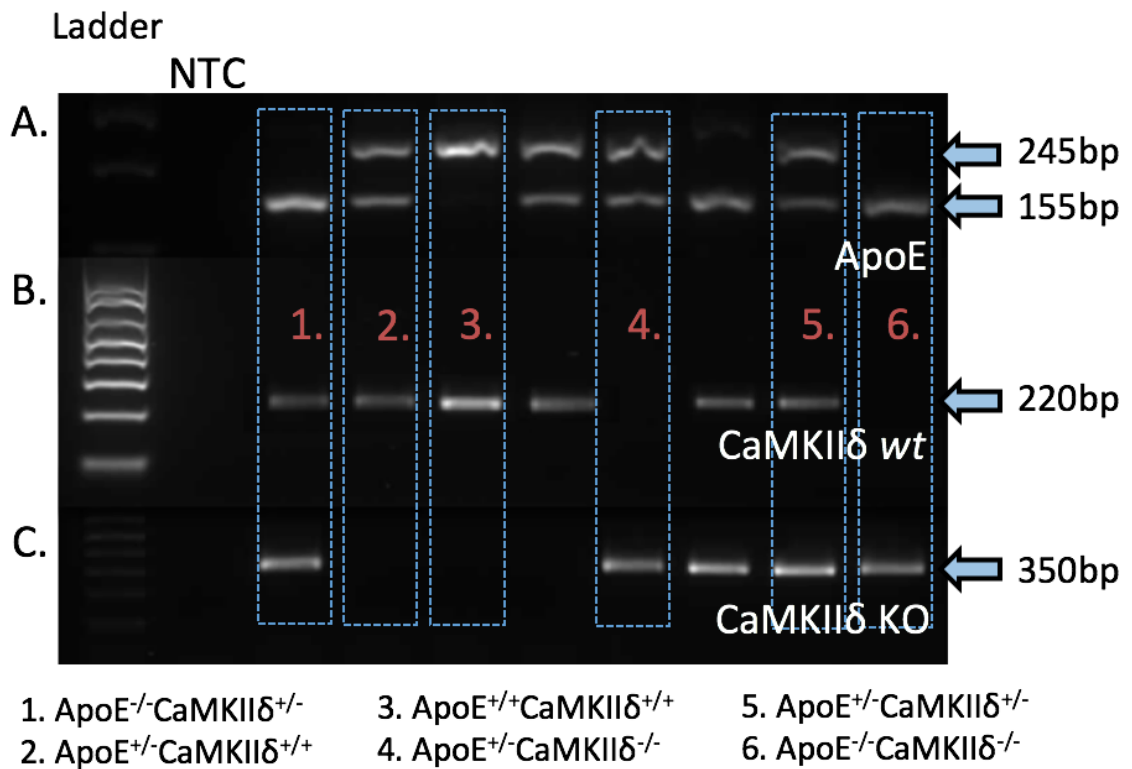 Ladder
NTC
A.
245bp
155bp
ApoE
B.
1. 2. 3. 4. 5. 6.
220bp
CaMKIIδ wt
C.
350bp
CaMKIIδ KO
1. ApoE⁻/⁻CaMKIIδ⁺/⁻ 3. ApoE⁺/⁺CaMKIIδ⁺/⁺ 5. ApoE⁺/⁻CaMKIIδ⁺/⁻
2. ApoE⁺/⁻CaMKIIδ⁺/⁺ 4. ApoE⁺/⁻CaMKIIδ⁻/⁻ 6. ApoE⁻/⁻CaMKIIδ⁻/⁻